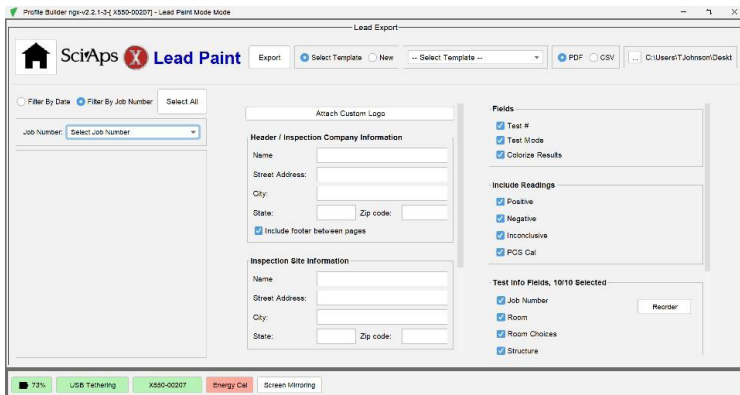 Profile Builder ngx-v2.2.1-3-[ X550-00207] - Lead Paint Mode Mode
Lead Export
SciAps X Lead Paint
Export
Select Template
New
-- Select Template --
PDF
CSV
...
C:\Users\TJohnson\Deskt
Filter By Date
Filter By Job Number
Select All
Job Number:
Select Job Number
Attach Custom Logo
Header / Inspection Company Information
Name
Street Address:
City:
State:
Zip code:
Include footer between pages
Inspection Site Information
Name
Street Address:
City:
State:
Zip code:
Fields
Test #
Test Mode
Colorize Results
Include Readings
Positive
Negative
Inconclusive
PCS Cal
Test Info Fields, 10/10 Selected
Job Number
Reorder
Room
Room Choices
Structure
73%
USB Tethering
X550-00207
Energy Cal
Screen Mirroring